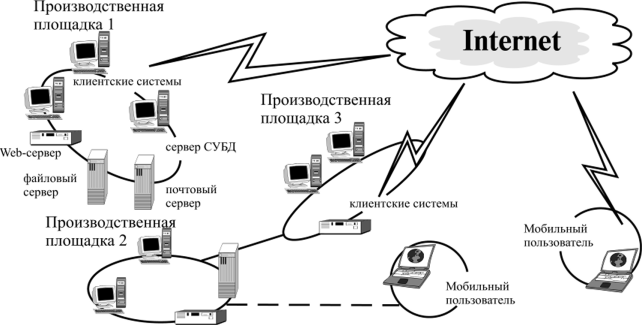 Производственная
площадка 1
клиентские системы
Web-сервер
сервер СУБД
файловый
сервер
почтовый
сервер
Internet
Производственная
площадка 3
клиентские системы
Производственная
площадка 2
Мобильный
пользователь
Мобильный
пользователь